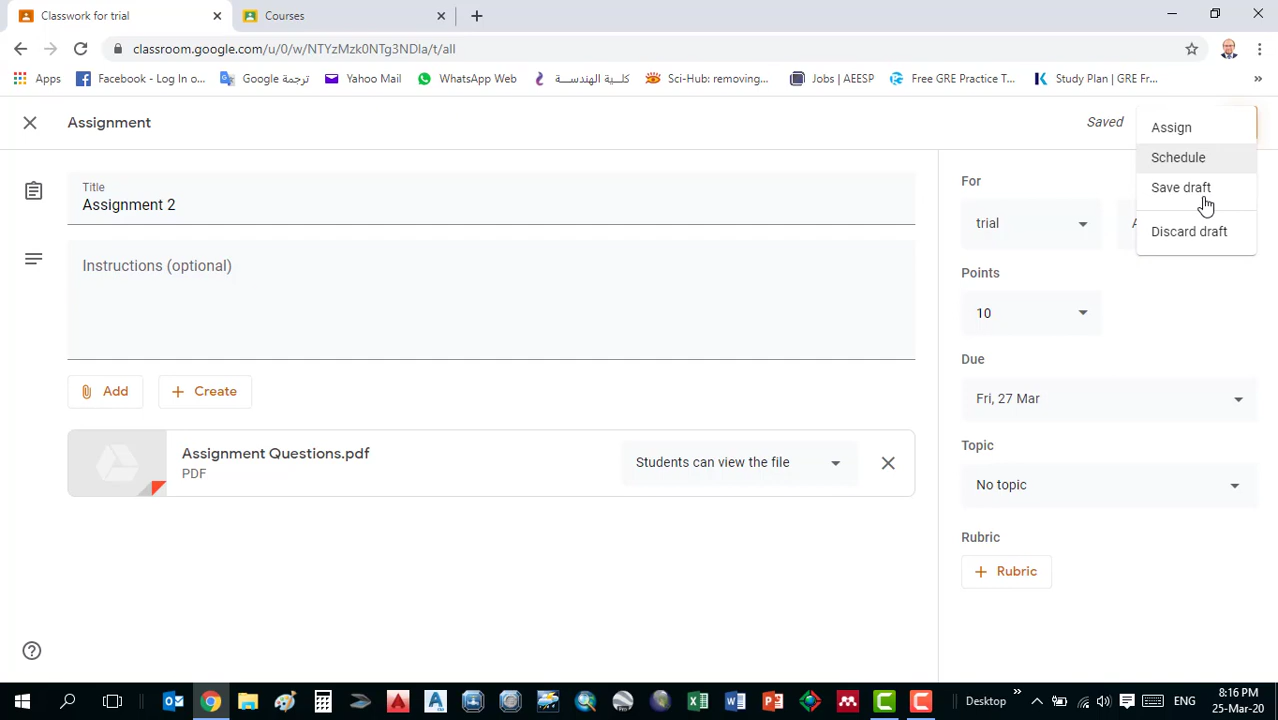 Classwork for trial
Courses
classroom.google.com/u/0/w/NTYzMzk0NTg3NDIa/t/all
Apps
Facebook - Log In o...
Google ترجمة
Yahoo Mail
WhatsApp Web
كلــية الهندســـة
Sci-Hub: removing...
Jobs | AEESP
Free GRE Practice T...
Study Plan | GRE Fr...
Assignment
Saved
Assign
Schedule
Save draft
Discard draft
Title
Assignment 2
Instructions (optional)
Add
Create
Assignment Questions.pdf
PDF
Students can view the file
For
trial
Points
10
Due
Fri, 27 Mar
Topic
No topic
Rubric
Rubric
Desktop
ENG
8:16 PM
25-Mar-20